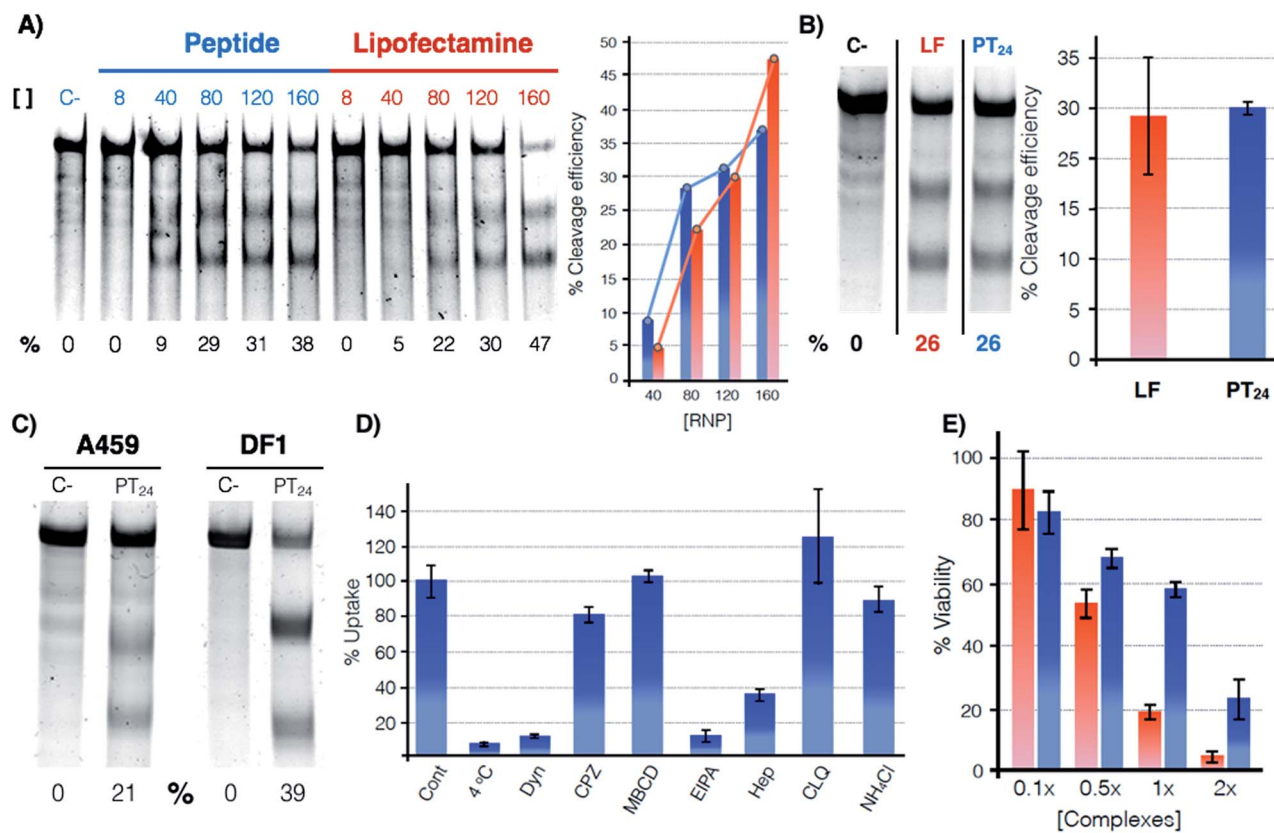 A)
Peptide Lipofectamine
[ ] C- 8 40 80 120 160 8 40 80 120 160
% 0 0 9 29 31 38 0 5 22 30 47
% Cleavage efficiency
50
45
40
35
30
25
20
15
10
5
0
40 80 120 160
[RNP]
B)
C- LF PT24
% 0 26 26
% Cleavage efficiency
35
30
25
20
15
10
5
0
LF PT24
C)
A459 DF1
C- PT24 C- PT24
0 21 % 0 39
D)
% Uptake
140
120
100
80
60
40
20
Cont 4 ºC Dyn CPZ MBCD EIPA Hep CLQ NH4Cl
E)
% Viability
100
80
60
40
20
0
0.1x 0.5x 1x 2x
[Complexes]